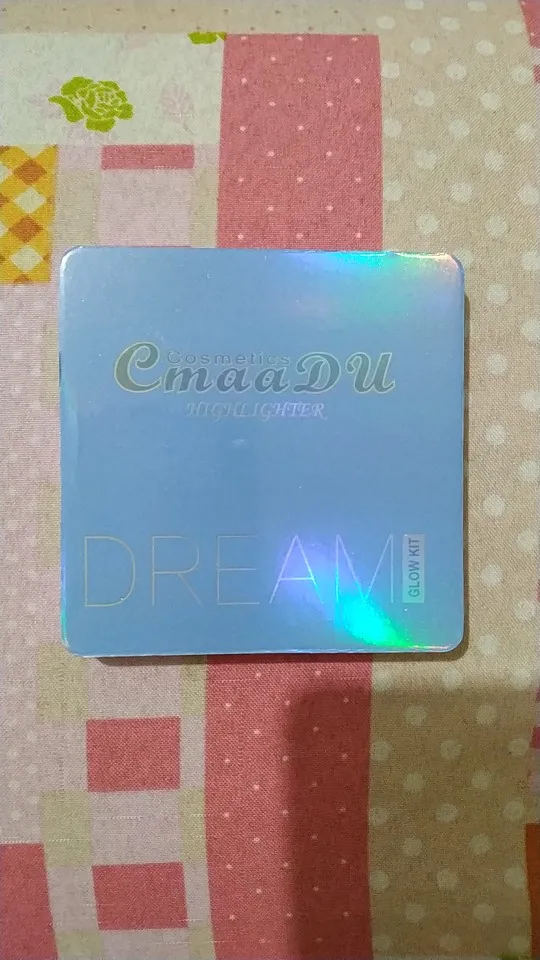 Cosmetics
CmaaDU
HIGHLIGHTER
DREAM
GLOW KIT